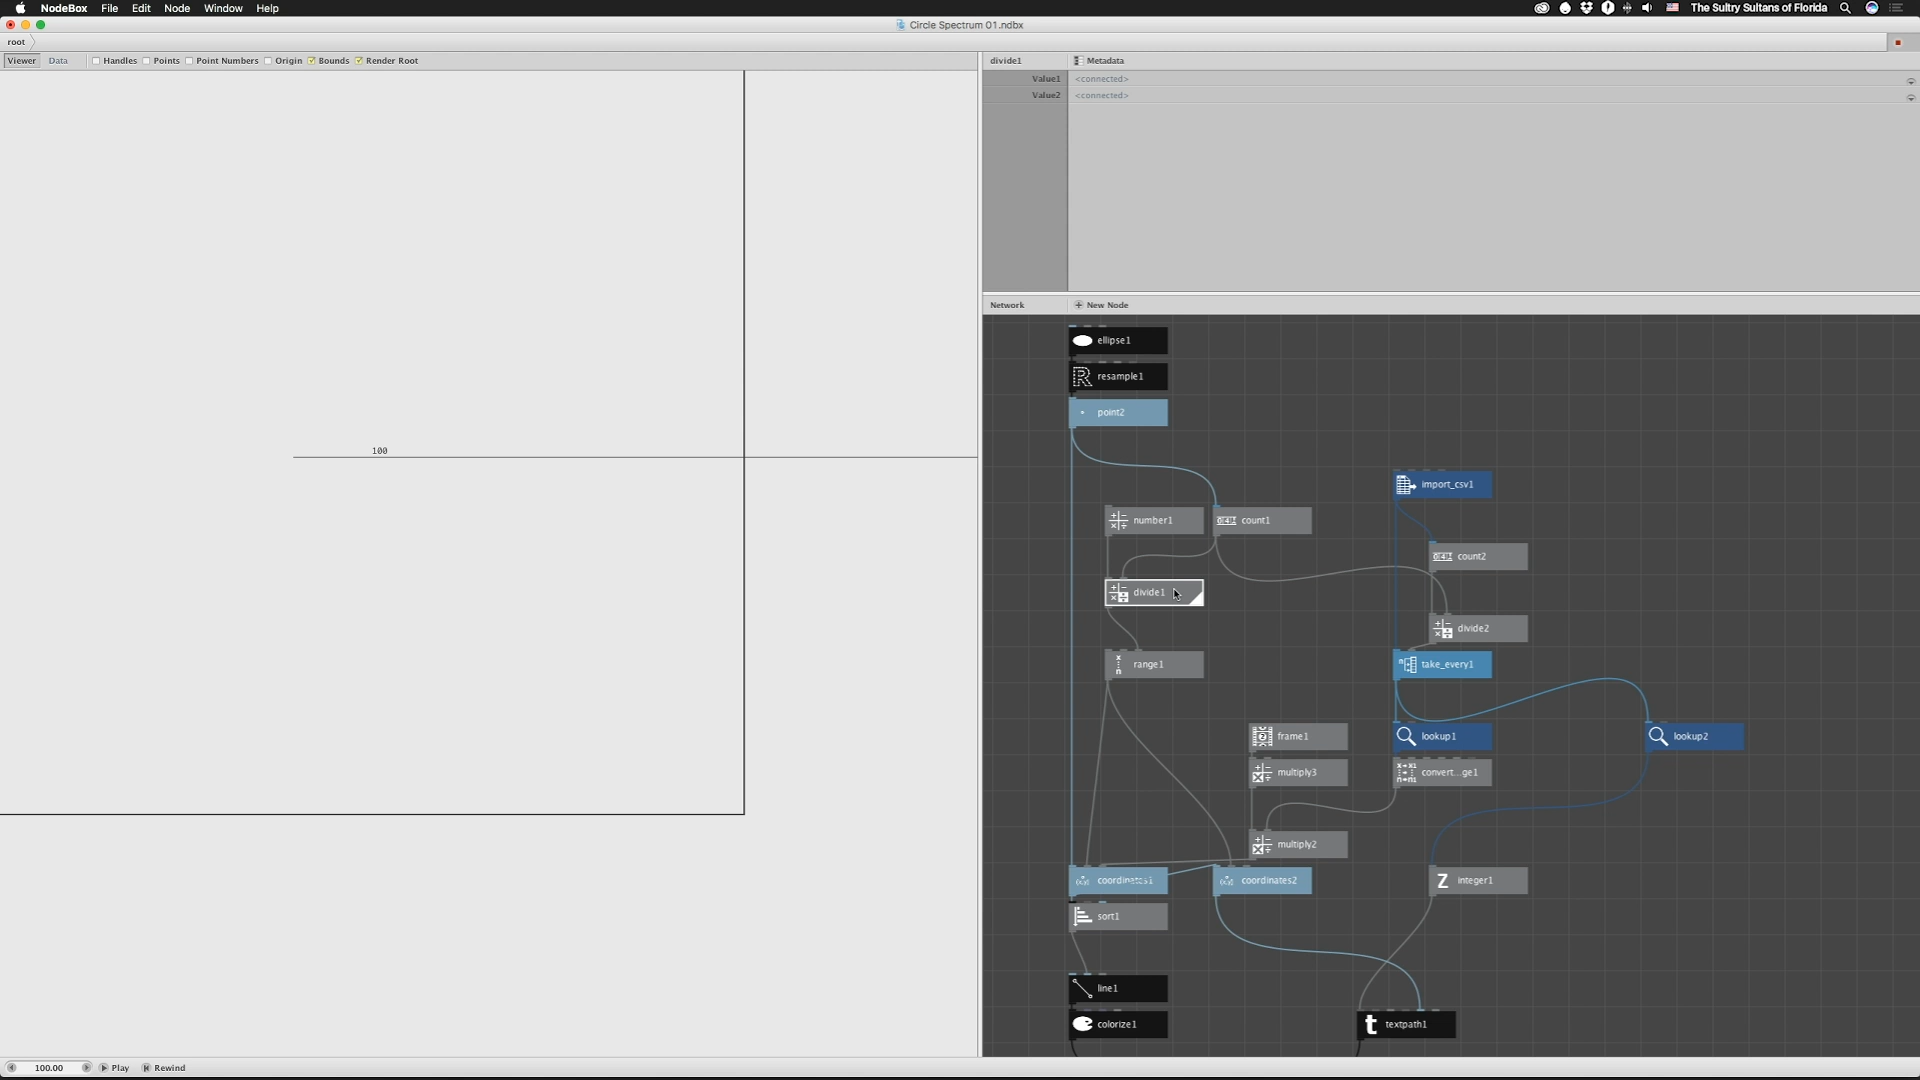 NodeBox File Edit Node Window Help
The Sultry Sultans of Florida
Circle Spectrum 01.ndbx
root
Viewer Data Handles Points Point Numbers Origin Bounds Render Root
divide1 Metadata
Value1 <connected>
Value2 <connected>
Network New Node
ellipse1
resample1
point2
100
import_csv1
number1 count1
count2
divide1
divide2
range1 take_every1
frame1 lookup1 lookup2
multiply3 convert...ge1
multiply2
coordinates1 coordinates2 integer1
sort1
line1
colorize1 textpath1
100.00 Play Rewind